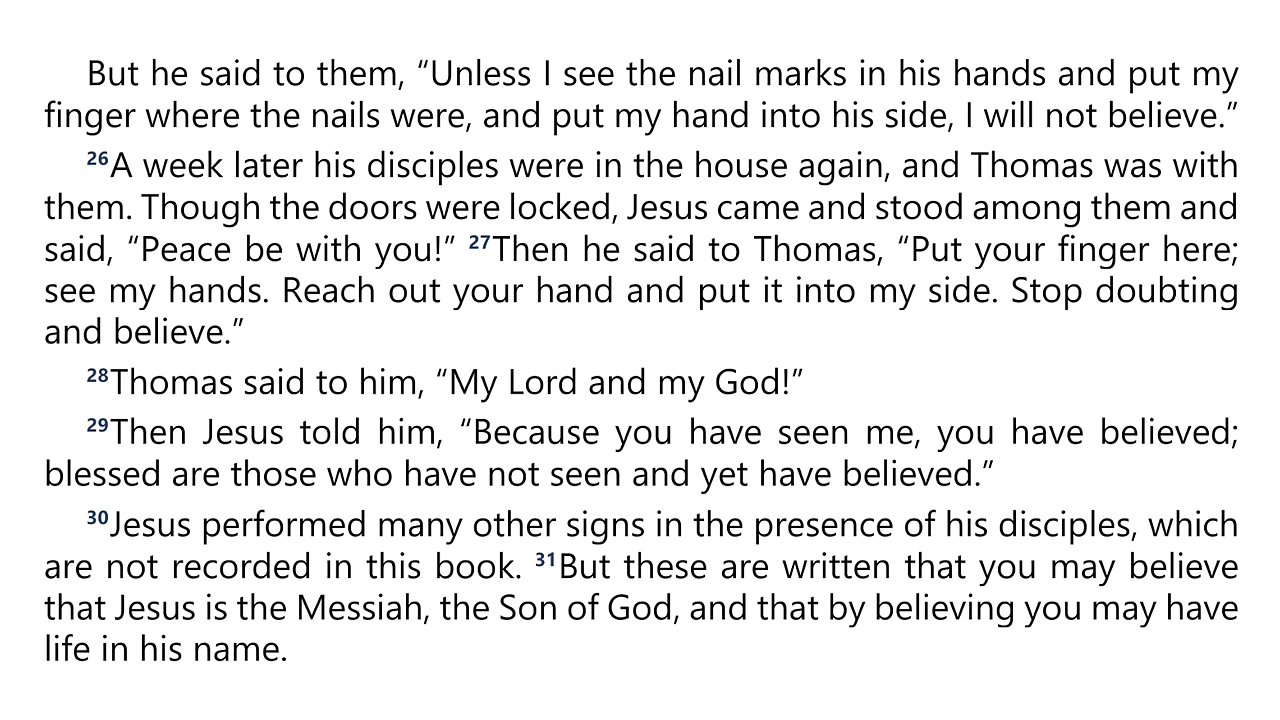 But he said to them, “Unless I see the nail marks in his hands and put my
finger where the nails were, and put my hand into his side, I will not believe.”
26A week later his disciples were in the house again, and Thomas was with
them. Though the doors were locked, Jesus came and stood among them and
said, “Peace be with you!” 27Then he said to Thomas, “Put your finger here;
see my hands. Reach out your hand and put it into my side. Stop doubting
and believe.”
28Thomas said to him, “My Lord and my God!”
29Then Jesus told him, “Because you have seen me, you have believed;
blessed are those who have not seen and yet have believed.”
30Jesus performed many other signs in the presence of his disciples, which
are not recorded in this book. 31But these are written that you may believe
that Jesus is the Messiah, the Son of God, and that by believing you may have
life in his name.